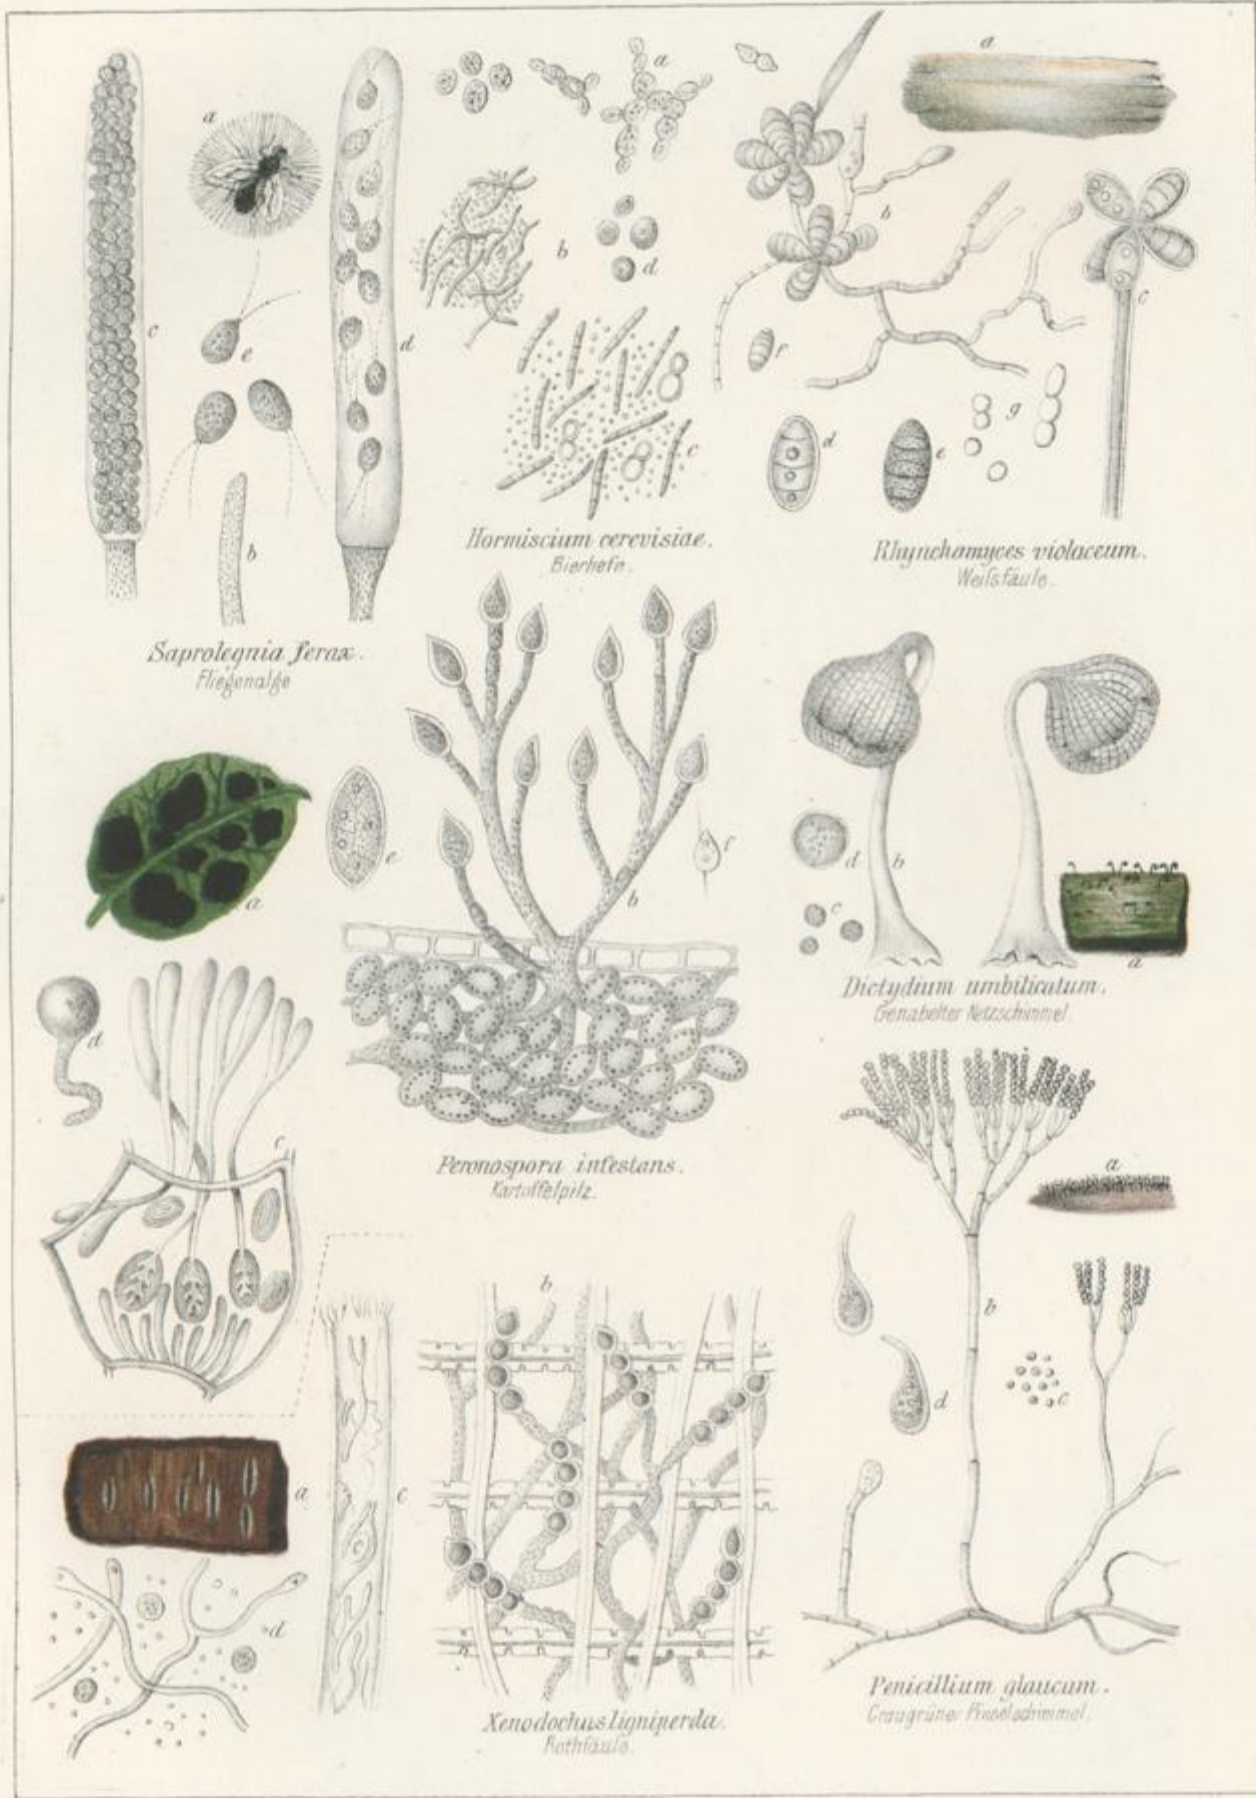 a
a
a
c
e
d
b
d
b
b
c
f
d
e
g
c
Hormiscium cerevisiae.
Bierhefe.
Rhynchomyces violaceum.
Weißfäule.
Saprolegnia ferax.
Fliegenalge
a
e
f
b
d
b
c
a
Dictydium umbilicatum.
Genabelter Netzschimmel.
d
c
Peronospora infestans.
Kartoffelpilz.
a
b
b
d
c
a
c
d
Penicillium glaucum.
Graugrüner Pinselschimmel.
Xenodochus ligniperda.
Rothfäule.